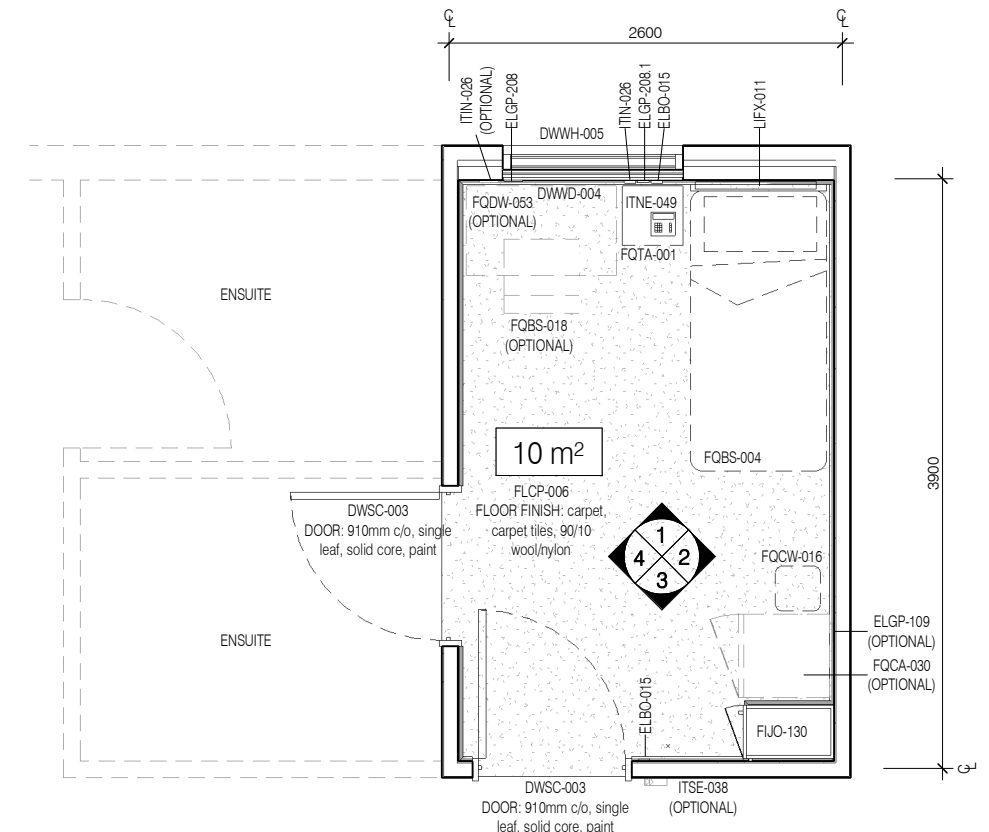 ℄
℄
2600
ITIN-026
(OPTIONAL)
ELGP-208
DWWH-005
ITIN-026
ELGP-208.1
ELBO-015
LIFX-011
DWWD-004
FQDW-053
(OPTIONAL)
ITNE-049
FQTA-001
ENSUITE
FQBS-018
(OPTIONAL)
10 m²
FQBS-004
3900
FLCP-006
FLOOR FINISH: carpet,
carpet tiles, 90/10
wool/nylon
DWSC-003
DOOR: 910mm c/o, single
leaf, solid core, paint
1
4 2
3
FQCW-016
ENSUITE
ELGP-109
(OPTIONAL)
FQCA-030
(OPTIONAL)
ELBO-015
FIJO-130
℄
DWSC-003
DOOR: 910mm c/o, single
leaf, solid core, paint
ITSE-038
(OPTIONAL)